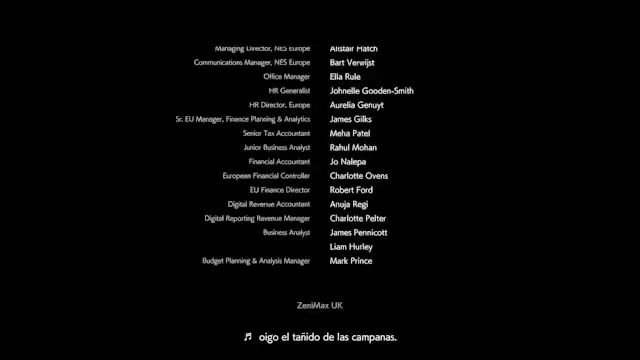 Managing Director, NES Europe Alistair Hatch
Communications Manager, NES Europe Bart Verwijst
Office Manager Ella Rule
HR Generalist Johnelle Gooden-Smith
HR Director, Europe Aurelia Genuyt
Sr. EU Manager, Finance Planning & Analytics James Gilks
Senior Tax Accountant Meha Patel
Junior Business Analyst Rahul Mohan
Financial Accountant Jo Nalepa
European Financial Controller Charlotte Ovens
EU Finance Director Robert Ford
Digital Revenue Accountant Anuja Regi
Digital Reporting Revenue Manager Charlotte Pelter
Business Analyst James Pennicott
Liam Hurley
Budget Planning & Analysis Manager Mark Prince
ZeniMax UK
♬ oigo el tañido de las campanas.